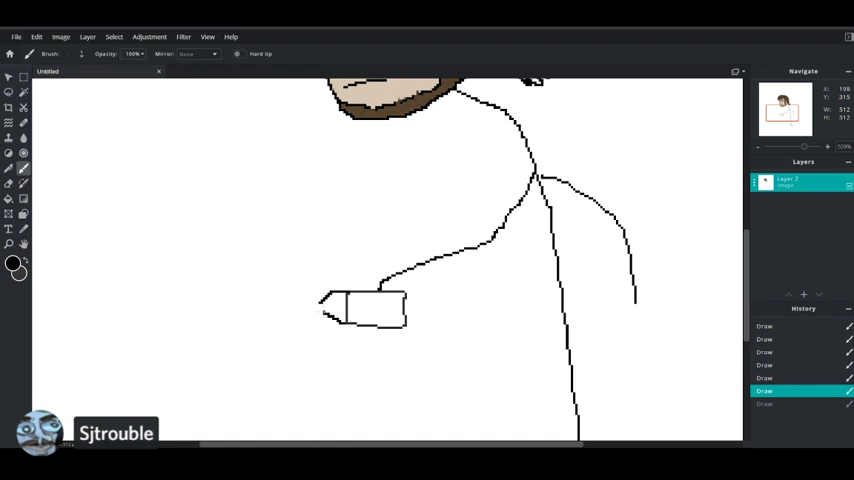 File Edit Image Layer Select Adjustment Filter View Help
Brush: 1 Opacity: 100% Mirror: None Hard tip
Untitled
Navigate
X: 198
Y: 315
W: 512
H: 512
500%
Layers
Layer 2
Image
History
Draw
Draw
Draw
Draw
Draw
Draw
Draw
Sjtrouble